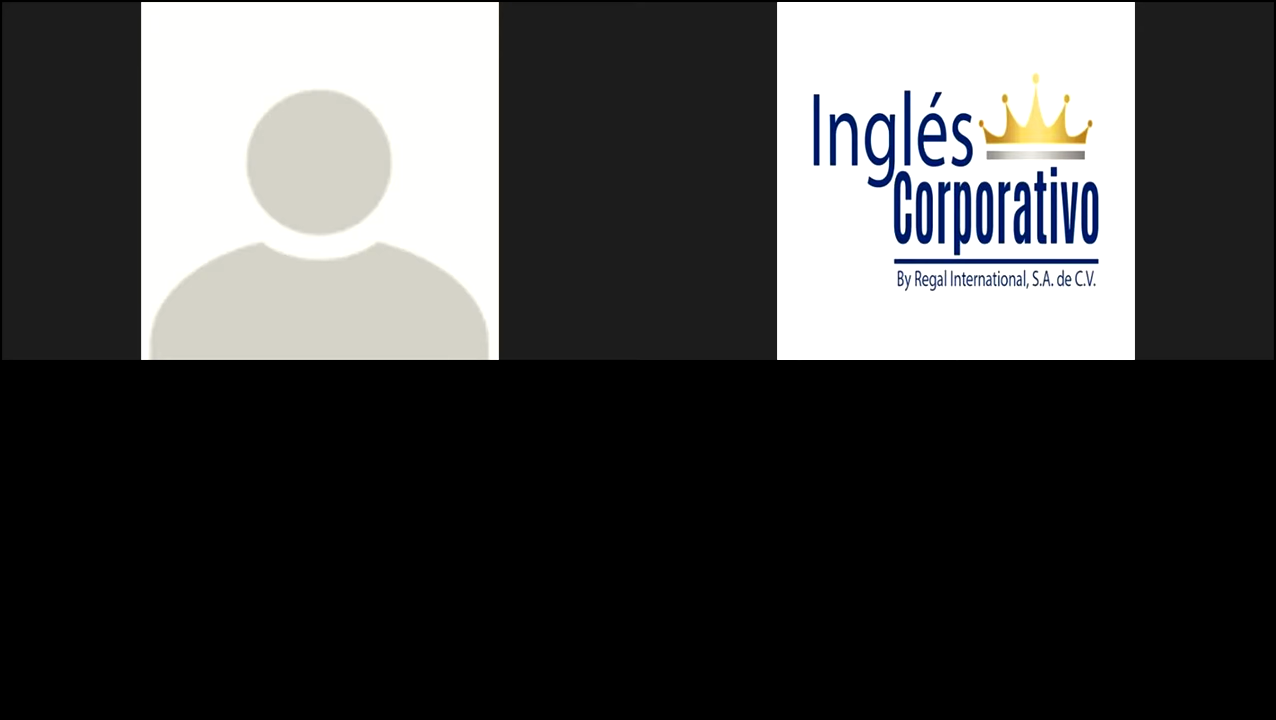 Inglés
Corporativo
By Regal International, S.A. de C.V.